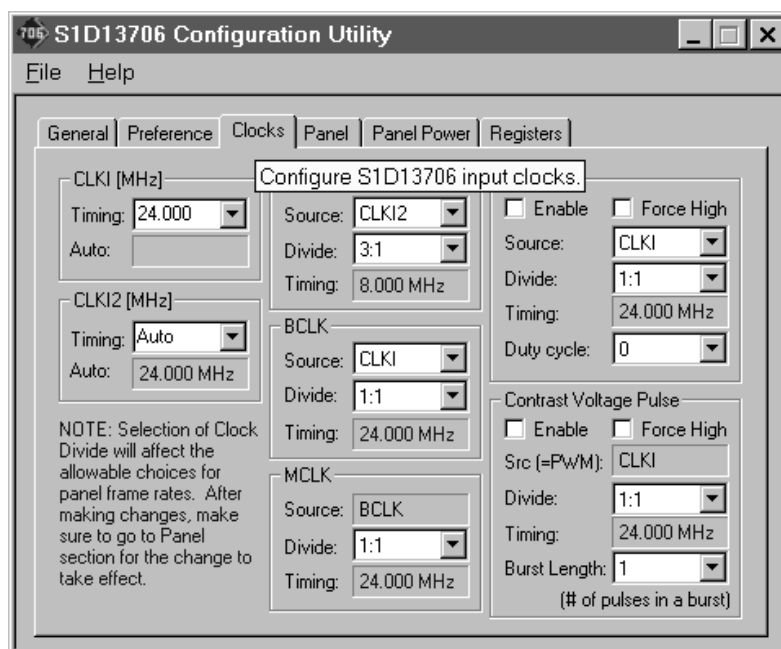 706 S1D13706 Configuration Utility
File Help
General Preference Clocks Panel Panel Power Registers
Configure S1D13706 input clocks.
CLKI [MHz]
Timing: 24.000
Auto:
CLKI2 [MHz]
Timing: Auto
Auto: 24.000 MHz
NOTE: Selection of Clock
Divide will affect the
allowable choices for
panel frame rates. After
making changes, make
sure to go to Panel
section for the change to
take effect.
Source: CLKI2
Divide: 3:1
Timing: 8.000 MHz
BCLK
Source: CLKI
Divide: 1:1
Timing: 24.000 MHz
MCLK
Source: BCLK
Divide: 1:1
Timing: 24.000 MHz
Enable Force High
Source: CLKI
Divide: 1:1
Timing: 24.000 MHz
Duty cycle: 0
Contrast Voltage Pulse
Enable Force High
Src (=PWM): CLKI
Divide: 1:1
Timing: 24.000 MHz
Burst Length: 1
(# of pulses in a burst)